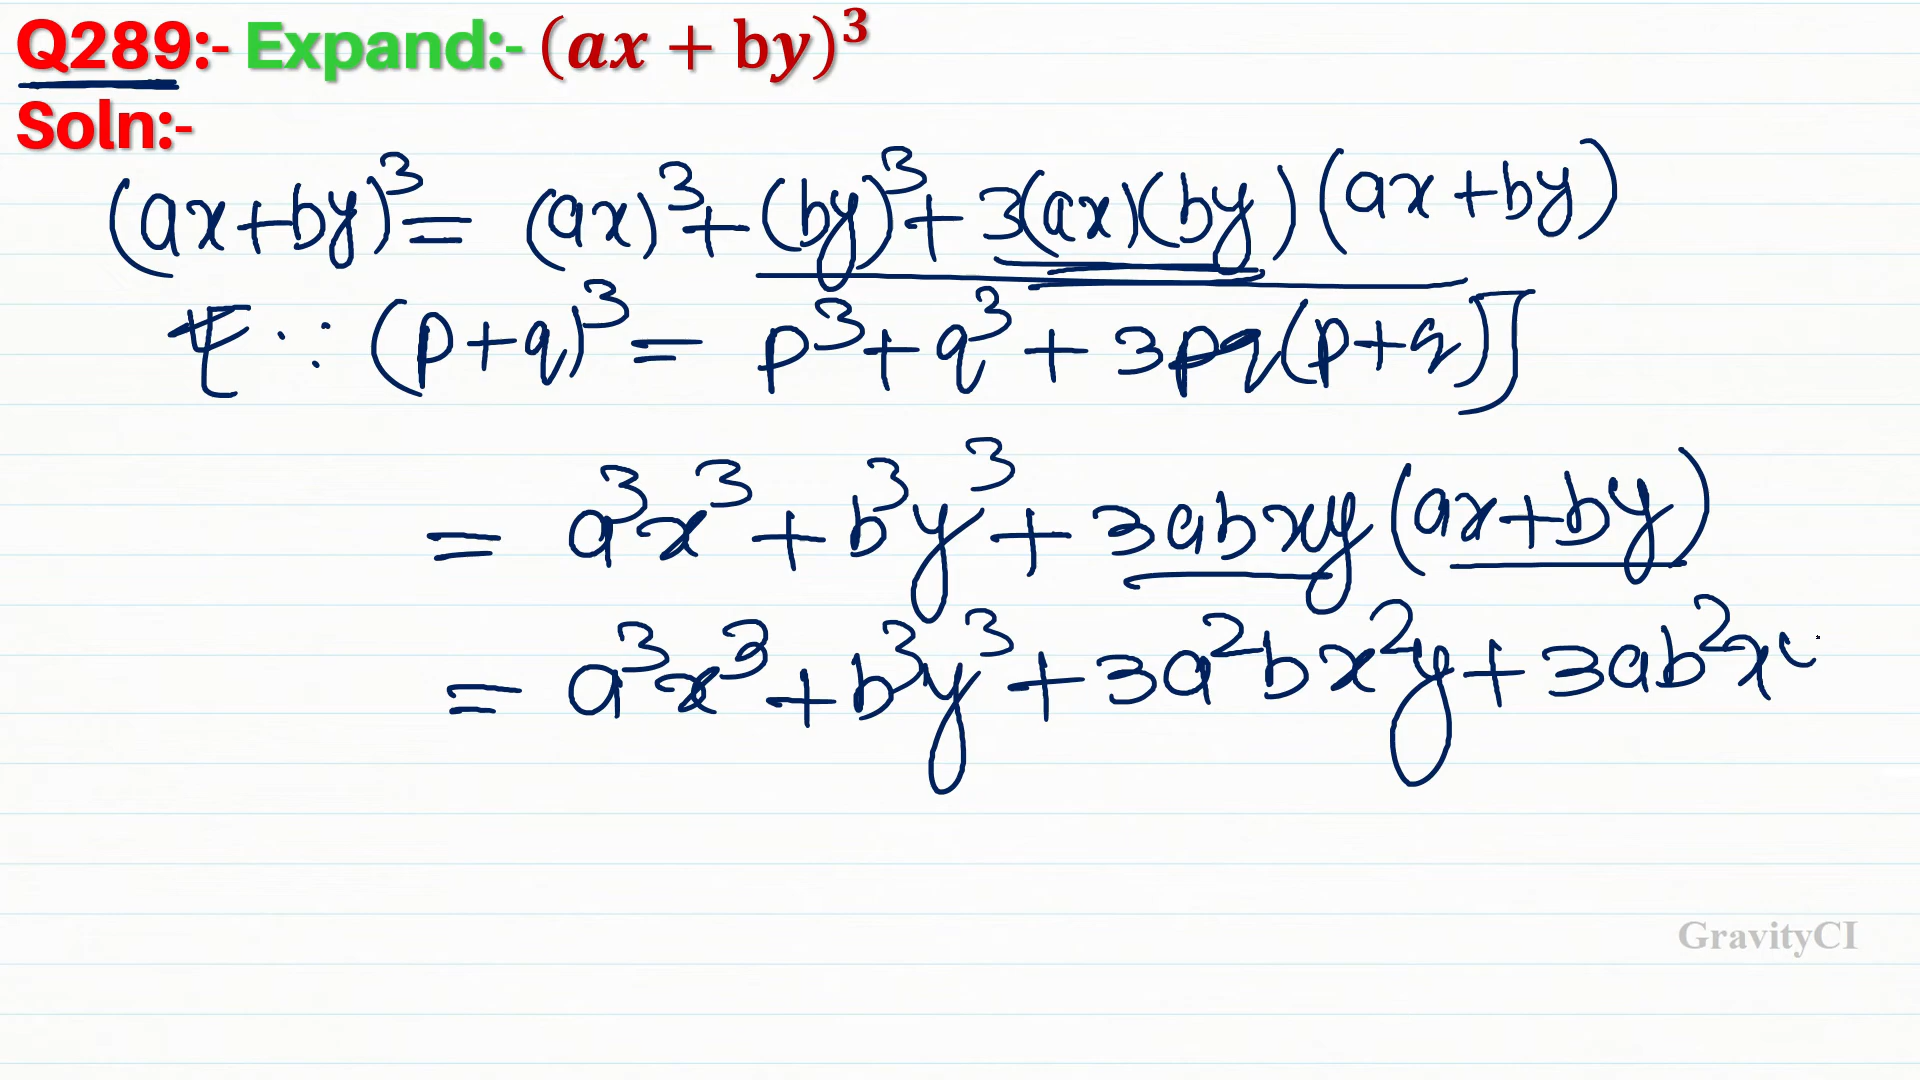 Q289:- Expand:- (ax + by)³
Soln:-
(ax+by)³ = (ax)³ + (by)³ + 3(ax)(by)(ax+by)
[∵ (p+q)³ = p³ + q³ + 3pq(p+q)]
= a³x³ + b³y³ + 3abxy(ax+by)
= a³x³ + b³y³ + 3a²bx²y + 3ab²x
GravityCI